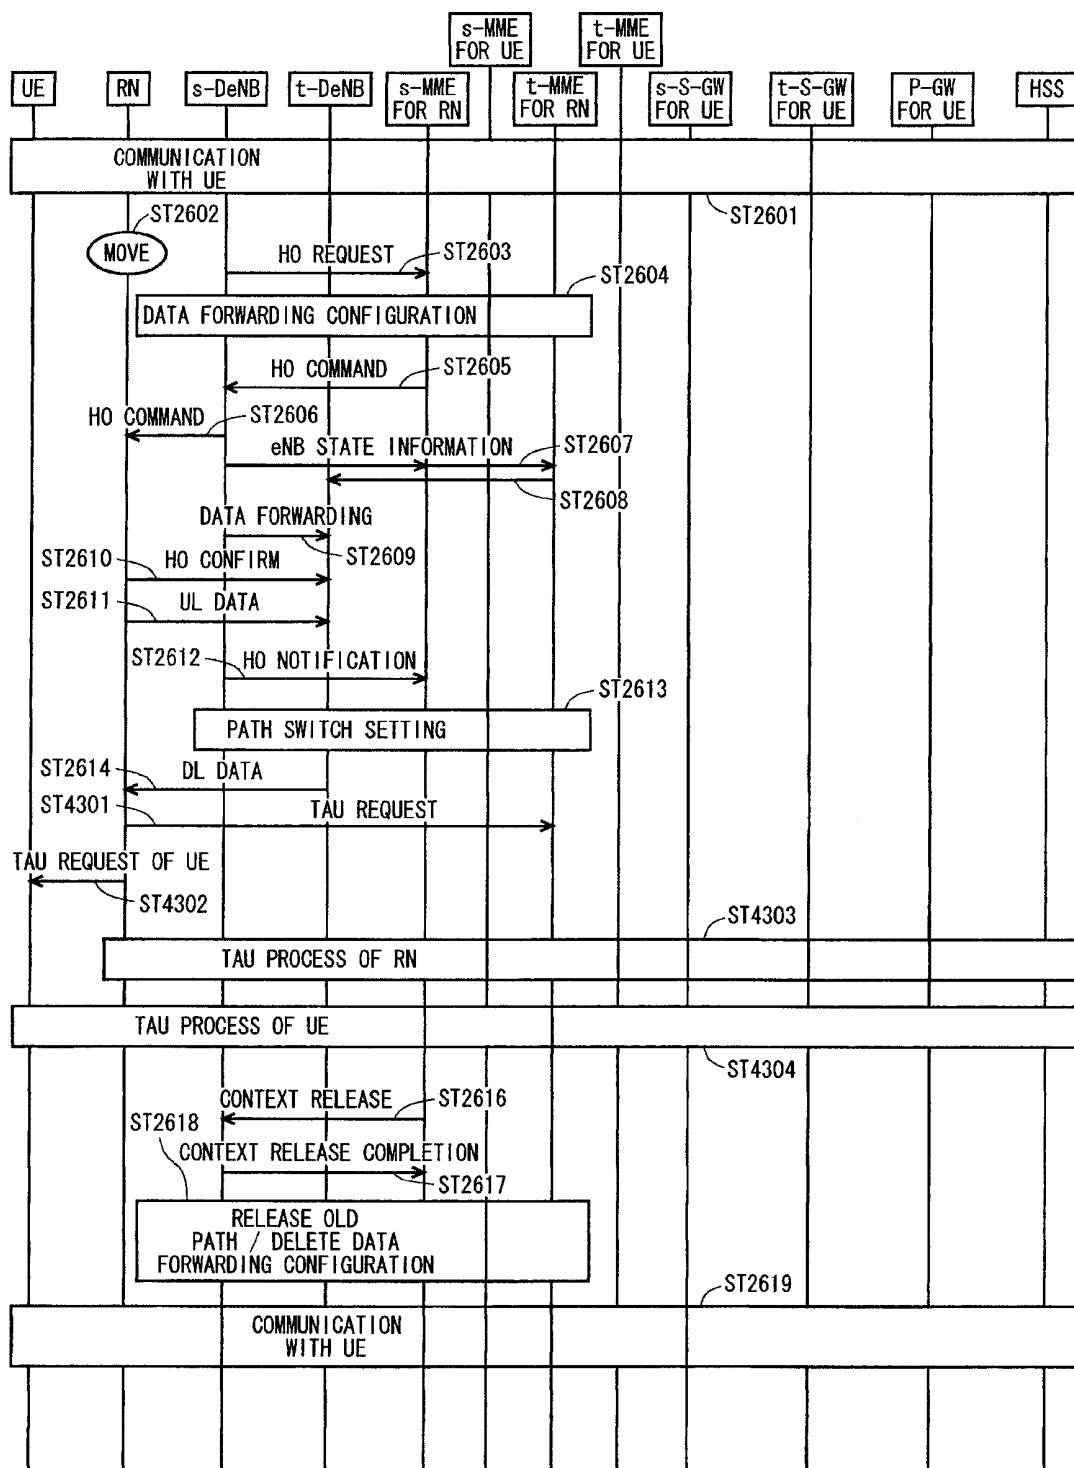 s-MME
FOR UE
t-MME
FOR UE
UE
RN
s-DeNB
t-DeNB
s-MME
FOR RN
t-MME
FOR RN
s-S-GW
FOR UE
t-S-GW
FOR UE
P-GW
FOR UE
HSS
COMMUNICATION
WITH UE
ST2601
ST2602
MOVE
HO REQUEST
ST2603
ST2604
DATA FORWARDING CONFIGURATION
HO COMMAND
ST2605
HO COMMAND
ST2606
eNB STATE INFORMATION
ST2607
ST2608
DATA FORWARDING
ST2609
ST2610
HO CONFIRM
ST2611
UL DATA
ST2612
HO NOTIFICATION
ST2613
PATH SWITCH SETTING
ST2614
DL DATA
ST4301
TAU REQUEST
TAU REQUEST OF UE
ST4302
ST4303
TAU PROCESS OF RN
TAU PROCESS OF UE
ST4304
CONTEXT RELEASE
ST2616
ST2618
CONTEXT RELEASE COMPLETION
ST2617
RELEASE OLD
PATH / DELETE DATA
FORWARDING CONFIGURATION
ST2619
COMMUNICATION
WITH UE